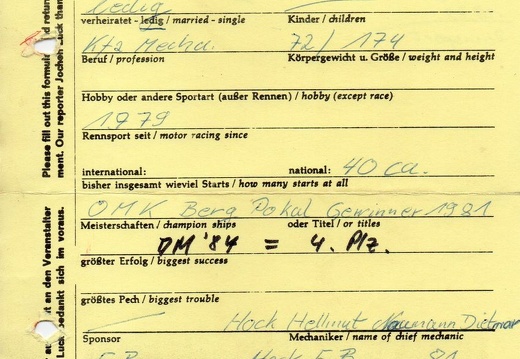 ledig
verheiratet - ledig / married - single Kinder / children
Kfz Mecha. 72 / 174
Beruf / profession Körpergewicht u. Größe / weight and height
Hobby oder andere Sportart (außer Rennen) / hobby (except race)
1979
Rennsport seit / motor racing since
international: national: 40 ca.
bisher insgesamt wieviel Starts / how many starts at all
OMK Berg Pokal Gewinner 1981
Meisterschaften / champion ships oder Titel / or titles
DM '84 = 4. Plz.
größter Erfolg / biggest success
größtes Pech / biggest trouble
Hock Hellmut Naumann Dietmar
Sponsor Mechaniker / name of chief mechanic
Please fill out this formula and return
ment. Our reporter Jochen Luck than
an den Veranstalter
Luck bedankt sich im voraus.